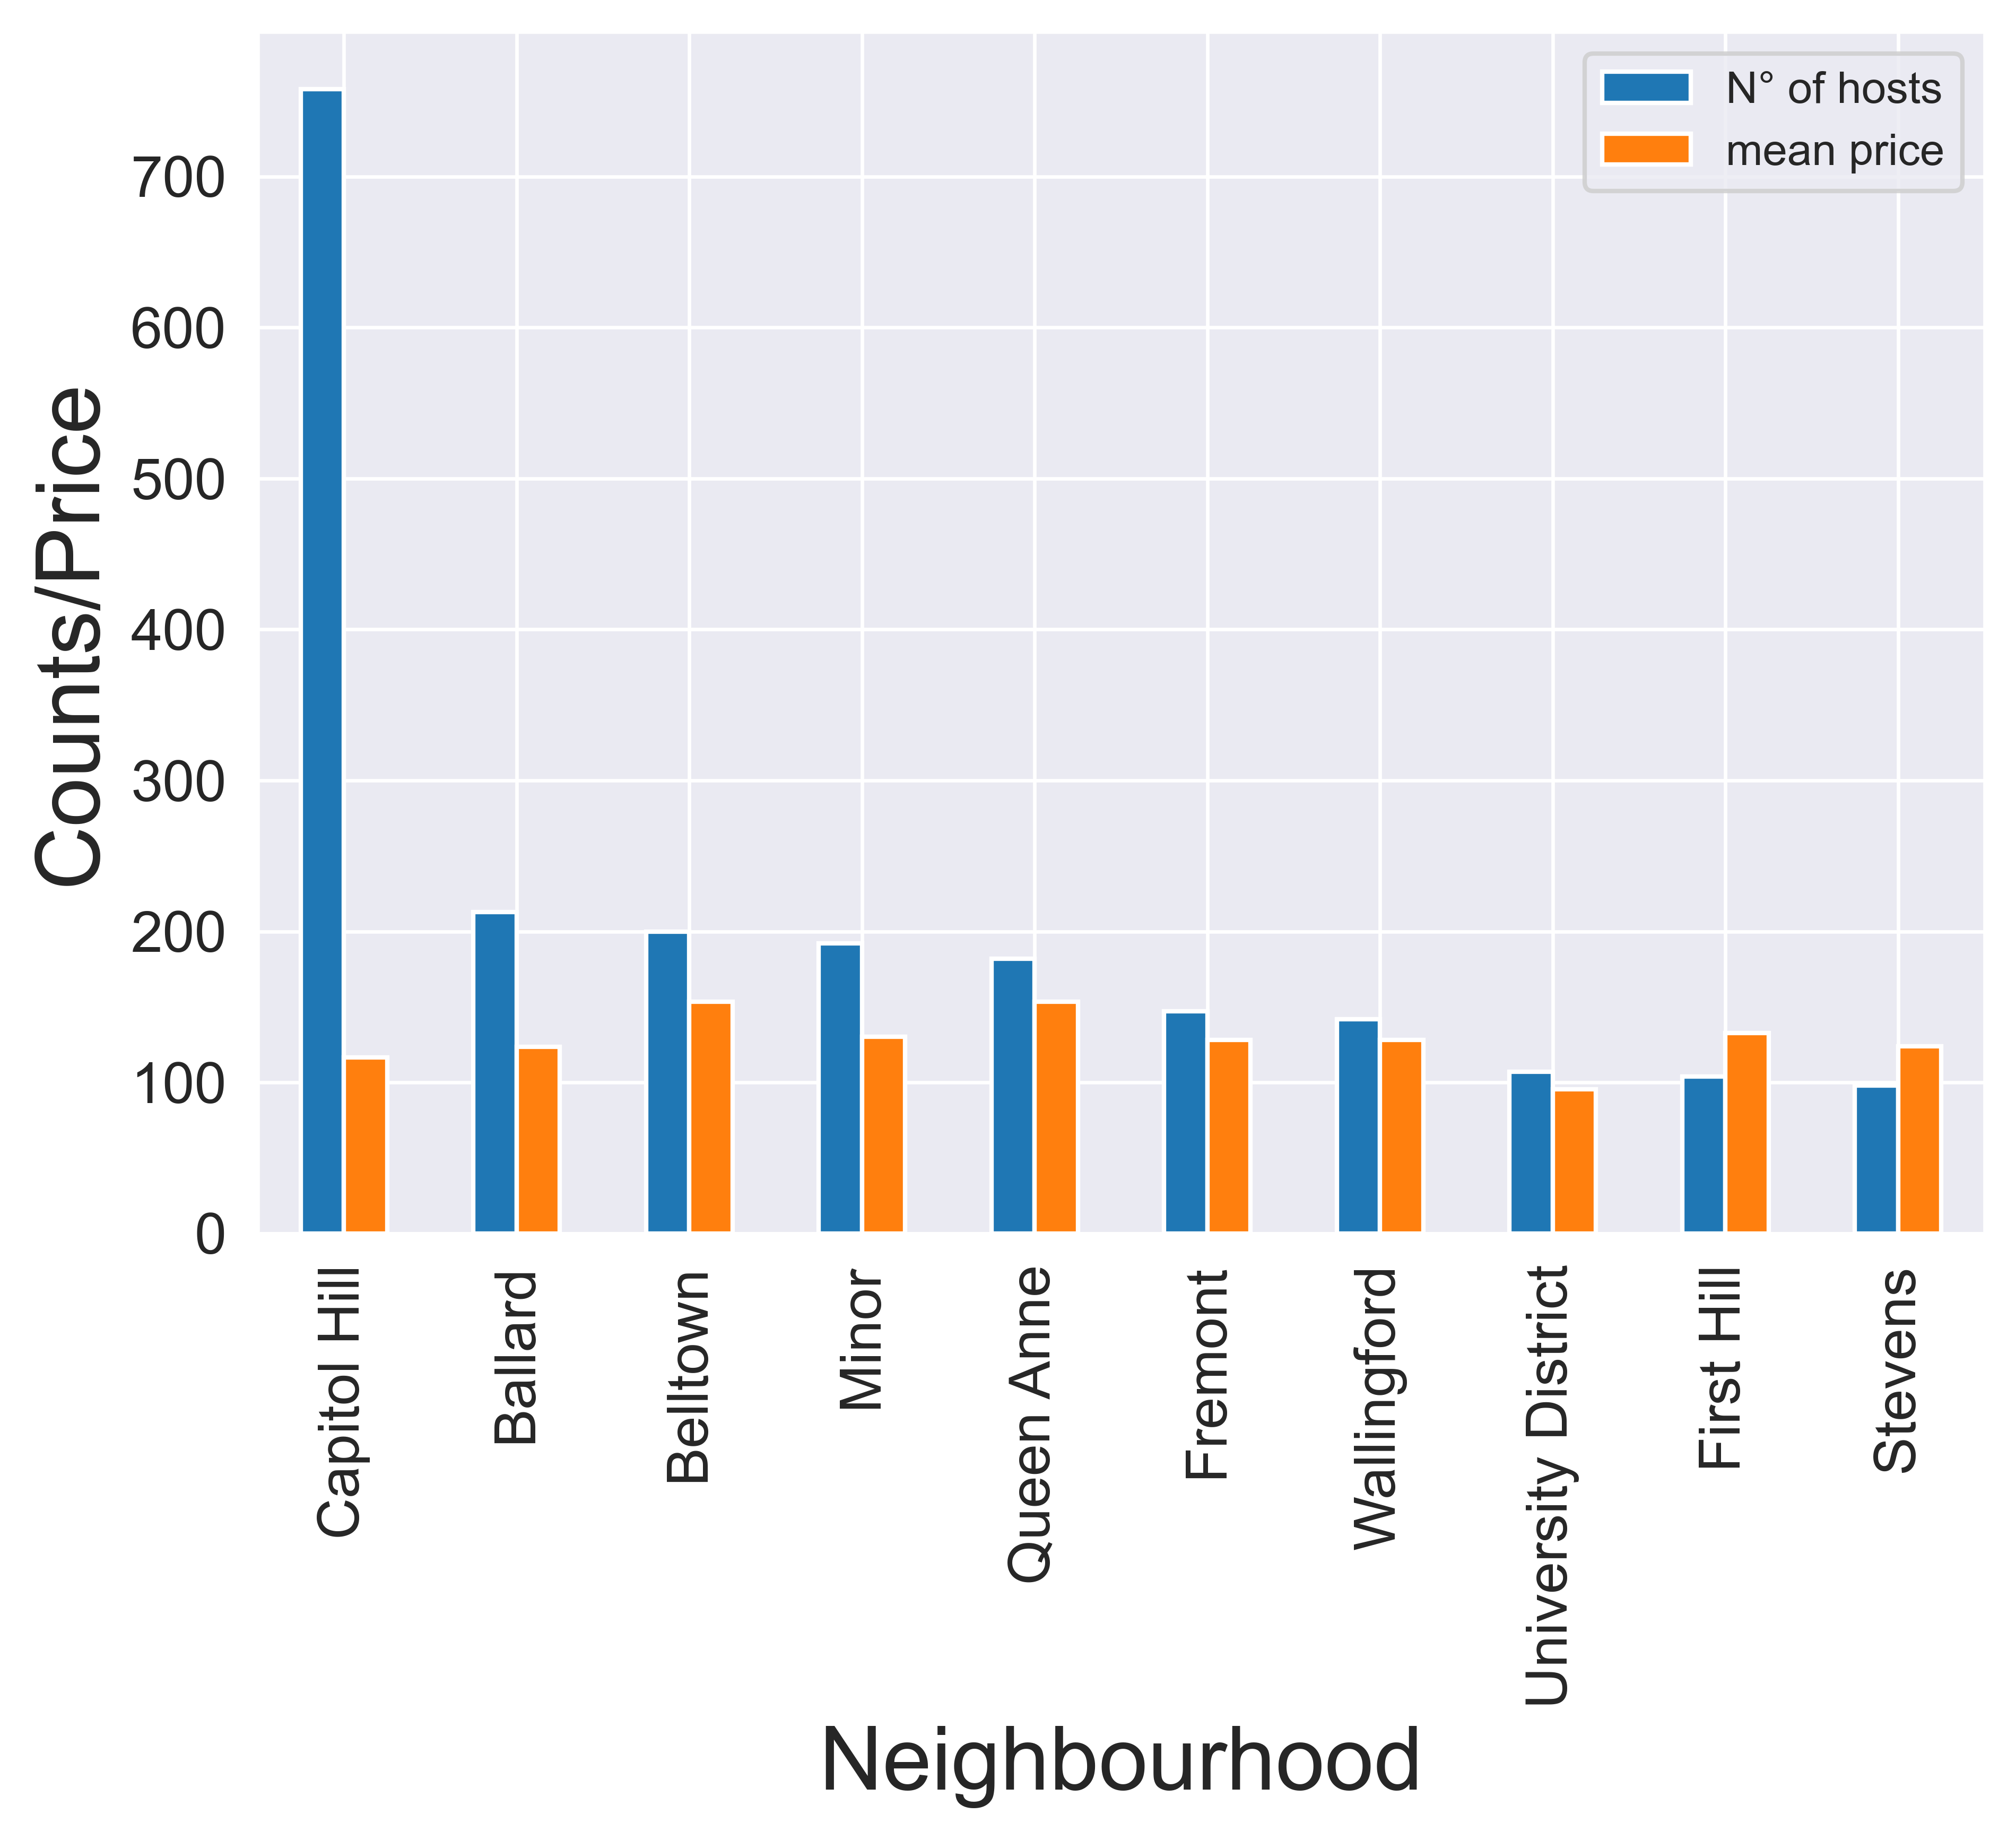 N° of hosts
mean price
Counts/Price
700
600
500
400
300
200
100
0
Capitol Hill
Ballard
Belltown
Minor
Queen Anne
Fremont
Wallingford
University District
First Hill
Stevens
Neighbourhood